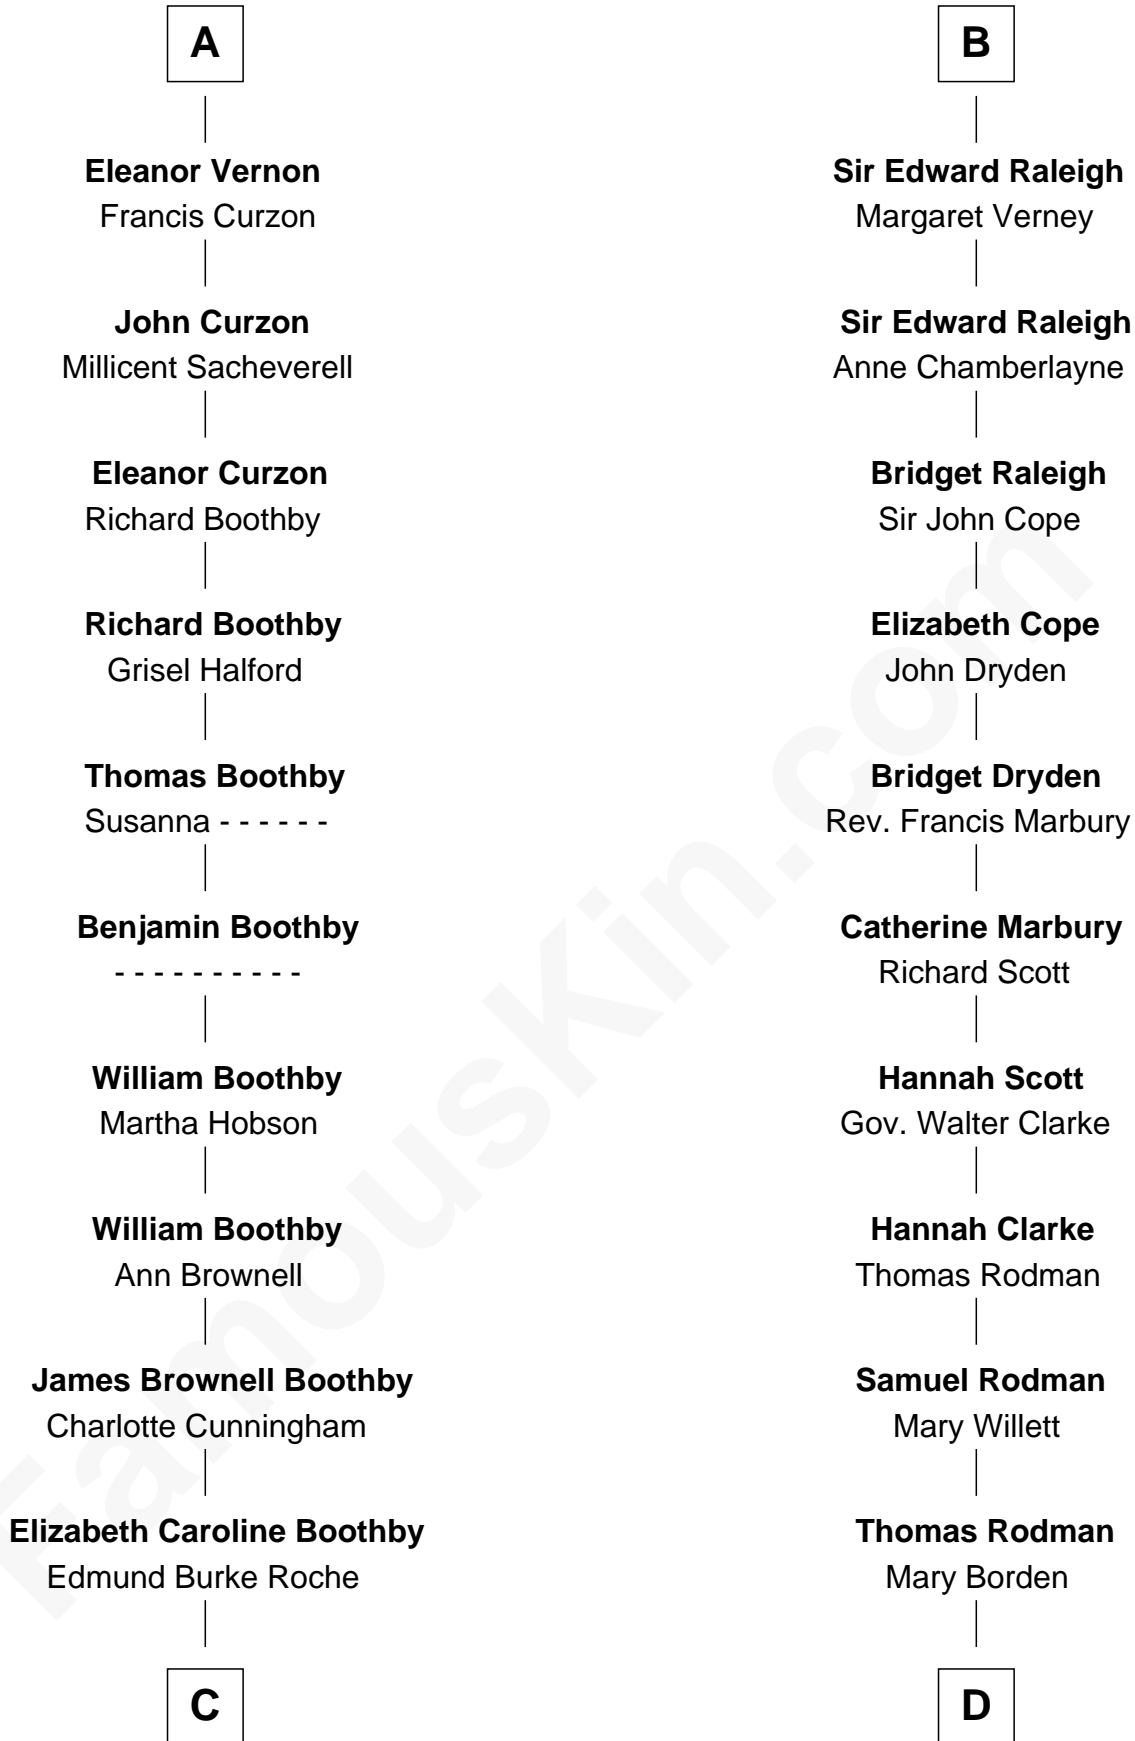 A
Eleanor Vernon
Francis Curzon
John Curzon
Millicent Sacheverell
Eleanor Curzon
Richard Boothby
Richard Boothby
Grisel Halford
Thomas Boothby
Susanna - - - - - -
Benjamin Boothby
- - - - - - - - - -
William Boothby
Martha Hobson
William Boothby
Ann Brownell
James Brownell Boothby
Charlotte Cunningham
Elizabeth Caroline Boothby
Edmund Burke Roche
C
B
Sir Edward Raleigh
Margaret Verney
Sir Edward Raleigh
Anne Chamberlayne
Bridget Raleigh
Sir John Cope
Elizabeth Cope
John Dryden
Bridget Dryden
Rev. Francis Marbury
Catherine Marbury
Richard Scott
Hannah Scott
Gov. Walter Clarke
Hannah Clarke
Thomas Rodman
Samuel Rodman
Mary Willett
Thomas Rodman
Mary Borden
D
FamousKin.com